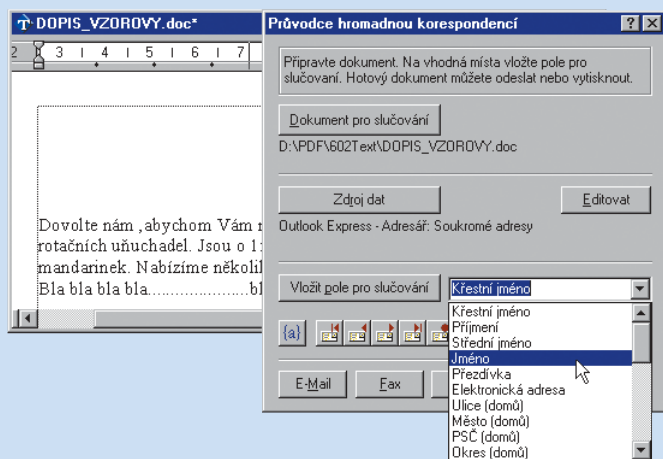 DOPIS_VZOROVY.doc*
2 3 1 4 1 5 1 6 1 7
Dovolte nám ,abychom Vám
rotačních uňuchadel. Jsou o
mandarinek. Nabízíme
Bla bla bla bla......................
Průvodce hromadnou korespondencí
Připravte dokument. Na vhodná místa vložte pole pro
slučovaní. Hotový dokument můžete odeslat nebo vytisknout.
Dokument pro slučování
D:\PDF\602Text\DOPIS_VZOROVY.doc
Zdroj dat Editovat
Outlook Express - Adresář: Soukromé adresy
Vložit pole pro slučování Křestní jméno
Křestní jméno
Příjmení
Střední jméno
Jméno
Přezdívka
Elektronická adresa
Ulice (domů)
Město (domů)
PSČ (domů)
Okres (domů)
{a}
E-Mail Fax